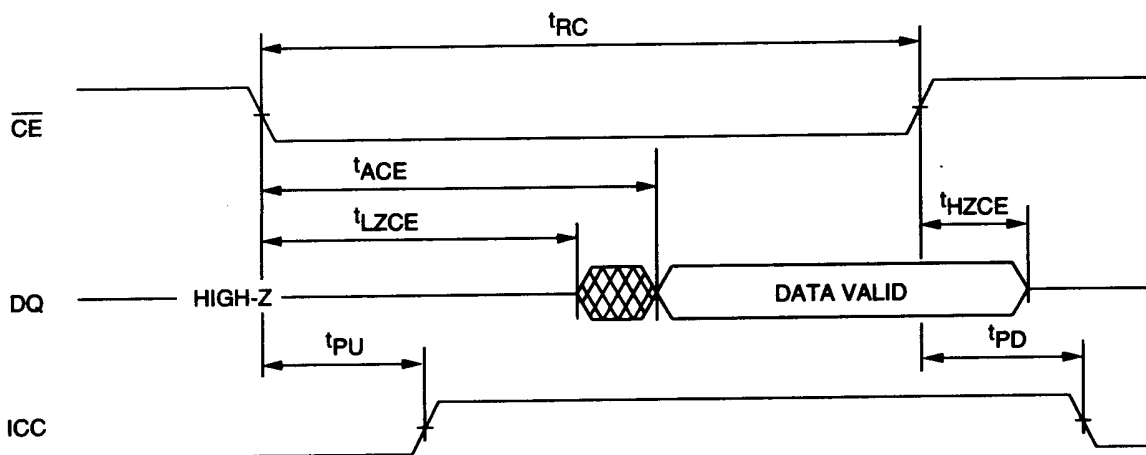 tRC
CE
tACE
tLZCE
tHZCE
DQ
HIGH-Z
DATA VALID
tPU
tPD
ICC